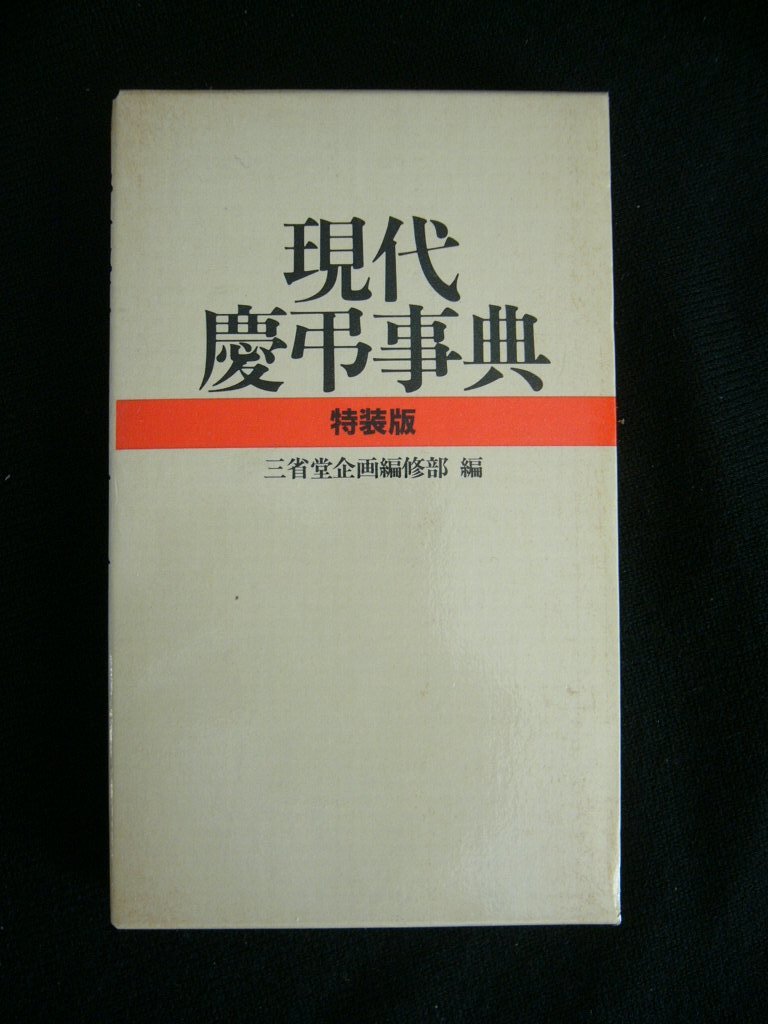 現代
慶弔事典
特装版
三省堂企画編修部 編